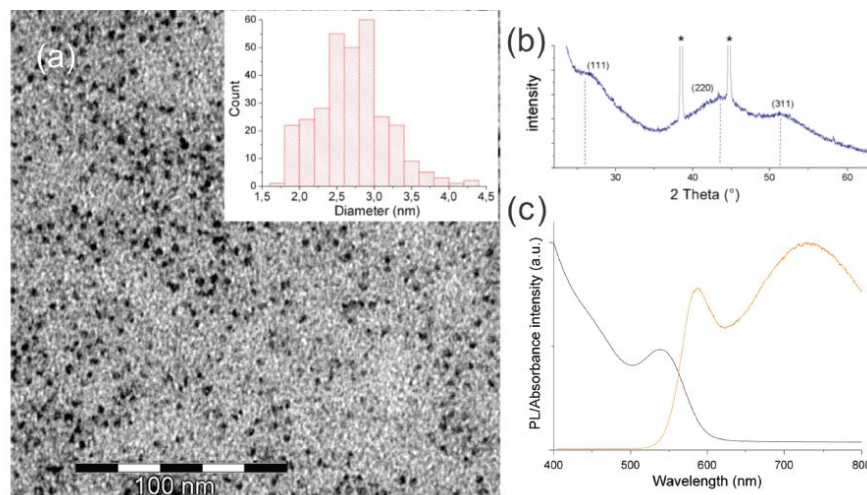 (a)
60
50
40
30
20
10
0
Count
1,5 2,0 2,5 3,0 3,5 4,0 4,5
Diameter (nm)
100 nm
(b)
* *
(111)
(220)
(311)
intensity
30 40 50 60
2 Theta (°)
(c)
PL/Absorbance intensity (a.u.)
400 500 600 700 800
Wavelength (nm)